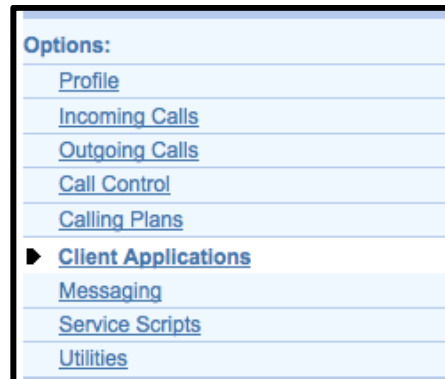 Options:
Profile
Incoming Calls
Outgoing Calls
Call Control
Calling Plans
Client Applications
Messaging
Service Scripts
Utilities